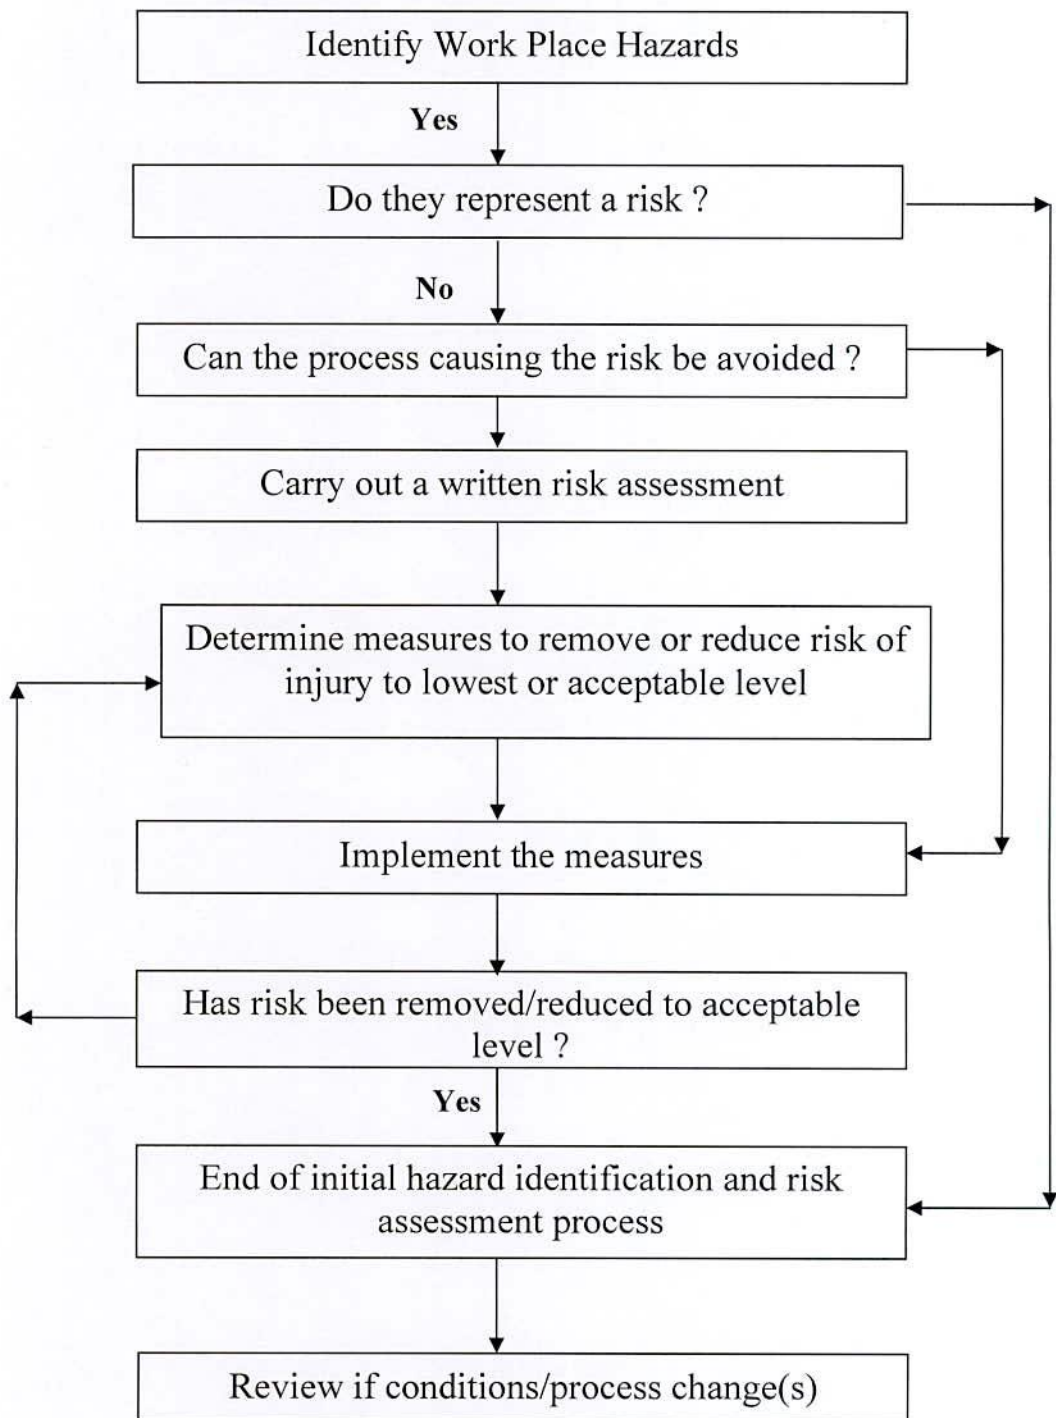 Identify Work Place Hazards
Yes
Do they represent a risk ?
No
Can the process causing the risk be avoided ?
Carry out a written risk assessment
Determine measures to remove or reduce risk of
injury to lowest or acceptable level
Implement the measures
Has risk been removed/reduced to acceptable
level ?
Yes
End of initial hazard identification and risk
assessment process
Review if conditions/process change(s)